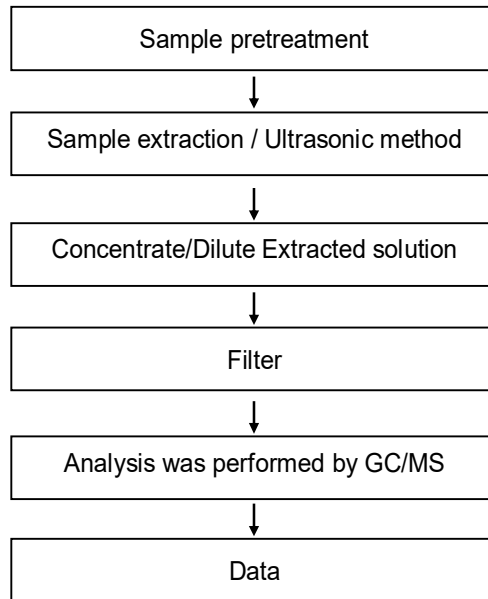 Sample pretreatment
Sample extraction / Ultrasonic method
Concentrate/Dilute Extracted solution
Filter
Analysis was performed by GC/MS
Data